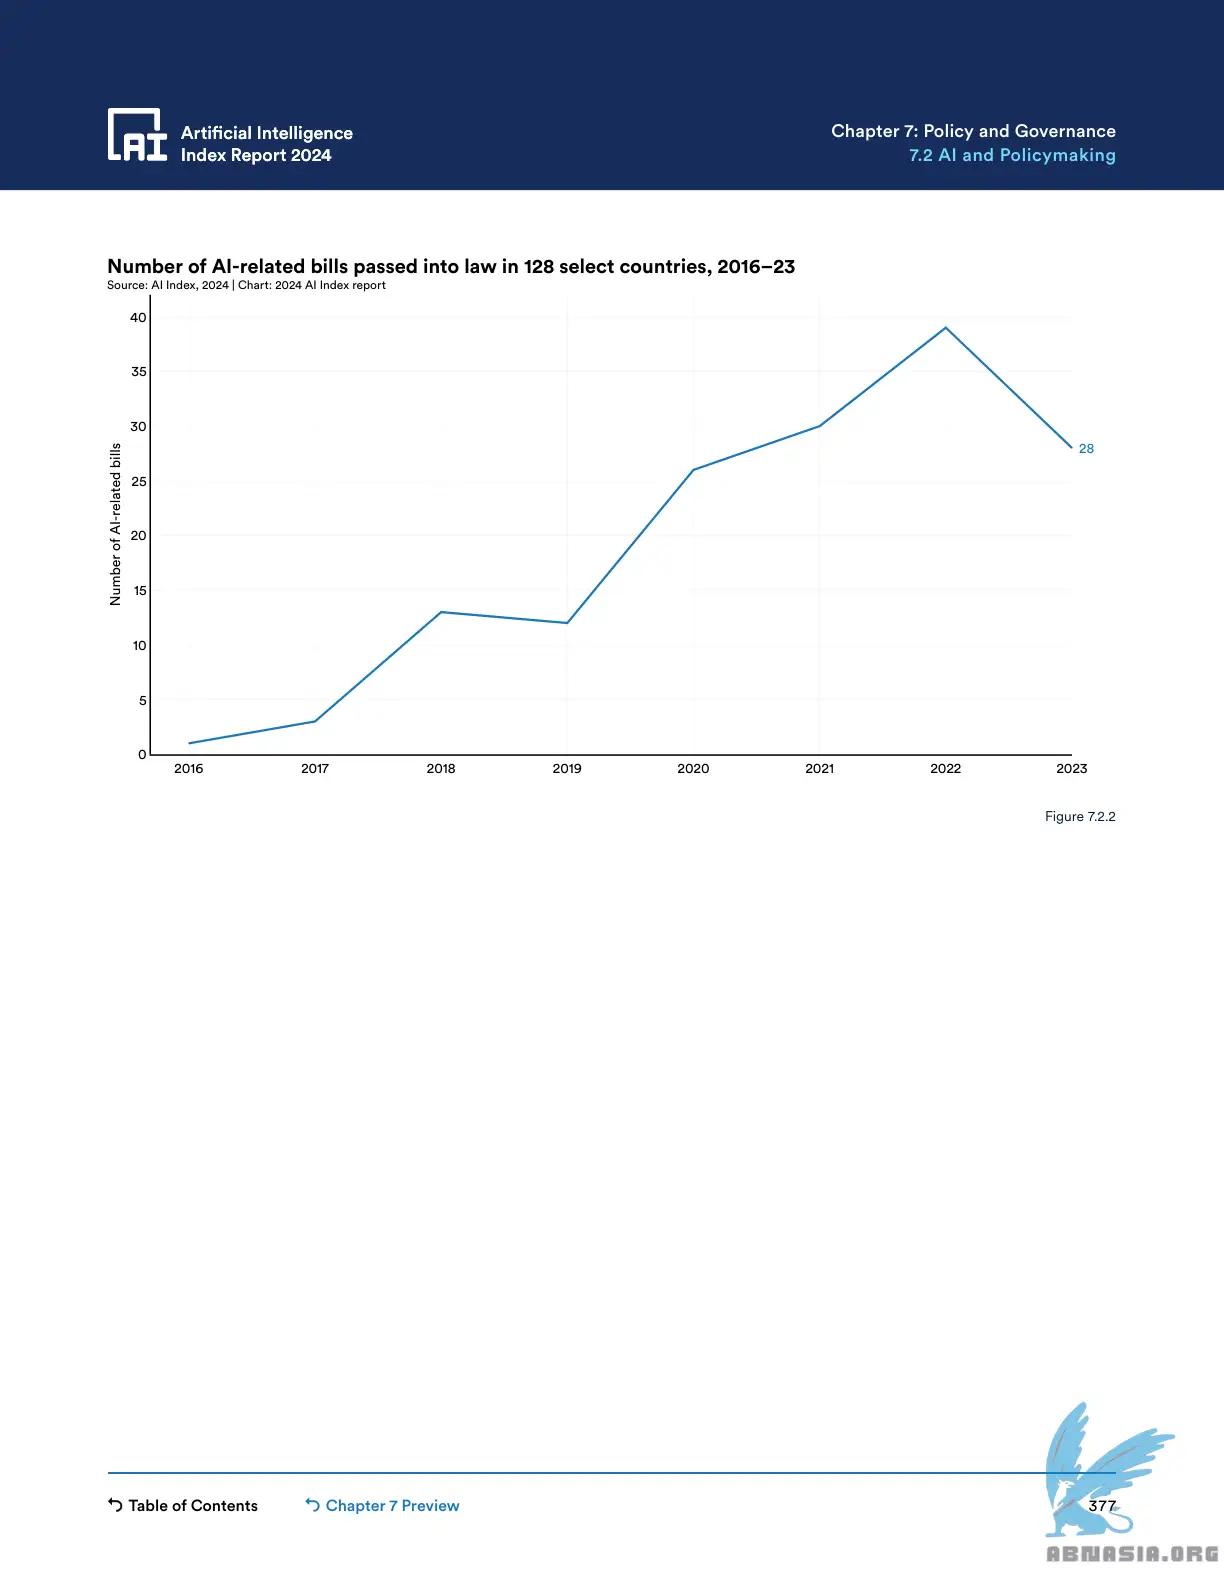 Artificial Intelligence
Index Report 2024
Chapter 7: Policy and Governance
7.2 AI and Policymaking
Number of AI-related bills passed into law in 128 select countries, 2016–23
Source: AI Index, 2024 | Chart: 2024 AI Index report
Number of AI-related bills
40
35
30
25
20
15
10
5
0
28
2016 2017 2018 2019 2020 2021 2022 2023
Figure 7.2.2
Table of Contents
Chapter 7 Preview
377
ABNASIA.ORG